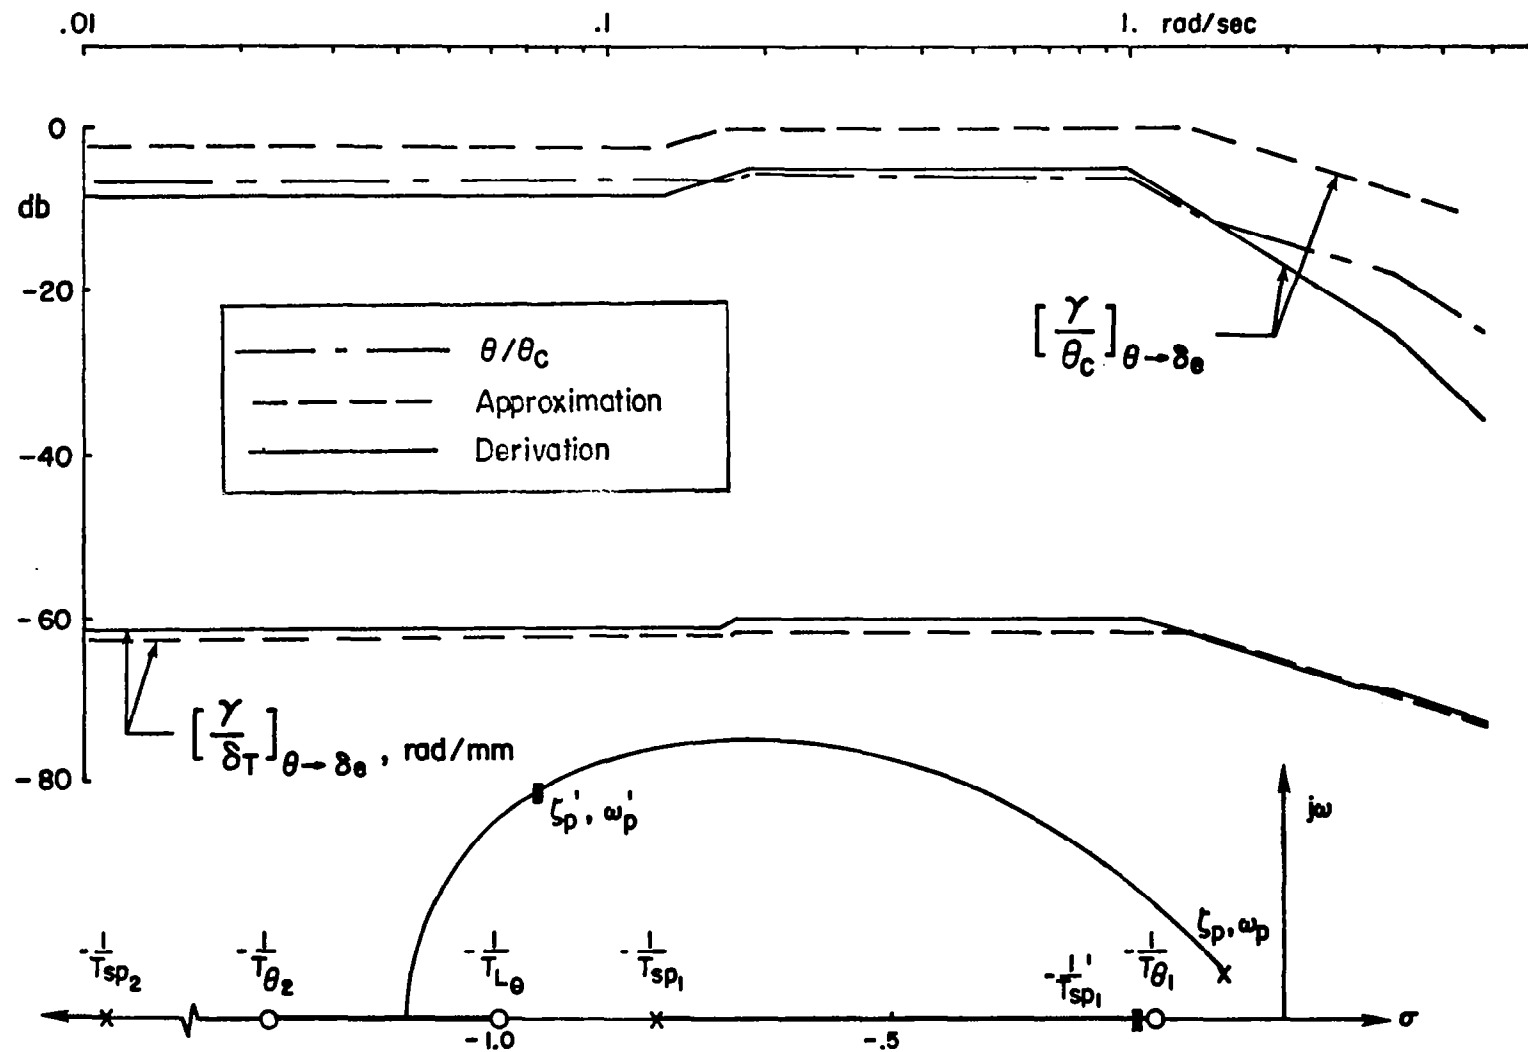 .01 .1 1. rad/sec
0
db
-20
-40
-60
-80
θ/θC
Approximation
Derivation
[γ/θC]θ→δe
[γ/δT]θ→δe, rad/mm
ζp', ωp'
jω
ζp, ωp
-1/Tsp2
-1/Tθ2
-1/TLθ
-1/Tsp1
-1/Tsp1'
-1/Tθ1
σ
-1.0 -.5